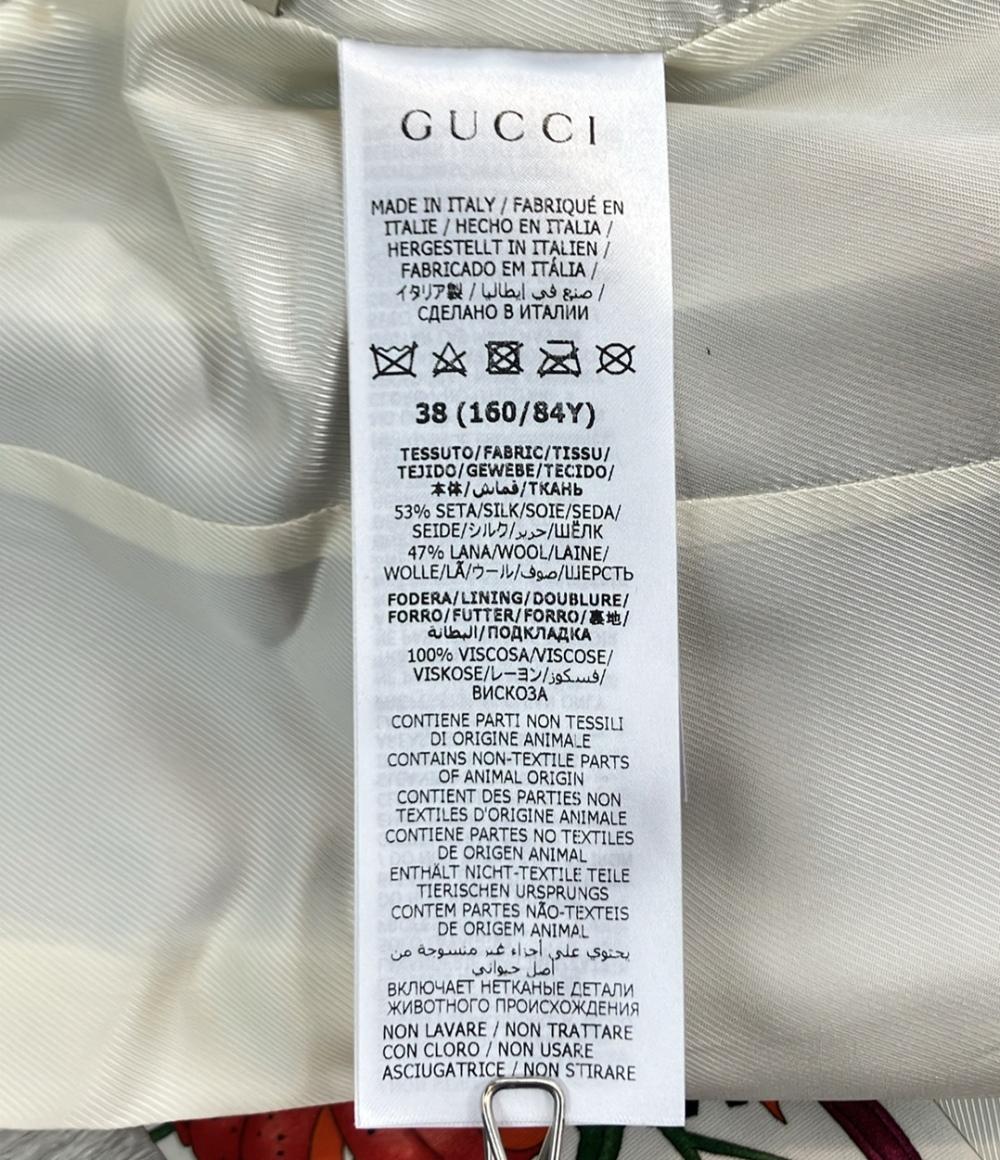 GUCCI
MADE IN ITALY / FABRIQUÉ EN
ITALIE / HECHO EN ITALIA /
HERGESTELLT IN ITALIEN /
FABRICADO EM ITÁLIA /
イタリア製 / صنع في إيطاليا /
СДЕЛАНО В ИТАЛИИ
38 (160/84Y)
TESSUTO/FABRIC/TISSU/
TEJIDO/GEWEBE/TECIDO/
本体/قماش/ТКАНЬ
53% SETA/SILK/SOIE/SEDA/
SEIDE/シルク/حرير/ШЁЛК
47% LANA/WOOL/LAINE/
WOLLE/LÃ/ウール/صوف/ШЕРСТЬ
FODERA/LINING/DOUBLURE/
FORRO/FUTTER/FORRO/裏地/
البطانة/ПОДКЛАДКА
100% VISCOSA/VISCOSE/
VISKOSE/レーヨン/فسكوز/
ВИСКОЗА
CONTIENE PARTI NON TESSILI
DI ORIGINE ANIMALE
CONTAINS NON-TEXTILE PARTS
OF ANIMAL ORIGIN
CONTIENT DES PARTIES NON
TEXTILES D'ORIGINE ANIMALE
CONTIENE PARTES NO TEXTILES
DE ORIGEN ANIMAL
ENTHÄLT NICHT-TEXTILE TEILE
TIERISCHEN URSPRUNGS
CONTEM PARTES NÃO-TEXTEIS
DE ORIGEM ANIMAL
يحتوي على أجزاء غير منسوجة من
أصل حيواني
ВКЛЮЧАЕТ НЕТКАНЫЕ ДЕТАЛИ
ЖИВОТНОГО ПРОИСХОЖДЕНИЯ
NON LAVARE / NON TRATTARE
CON CLORO / NON USARE
ASCIUGATRICE / NON STIRARE